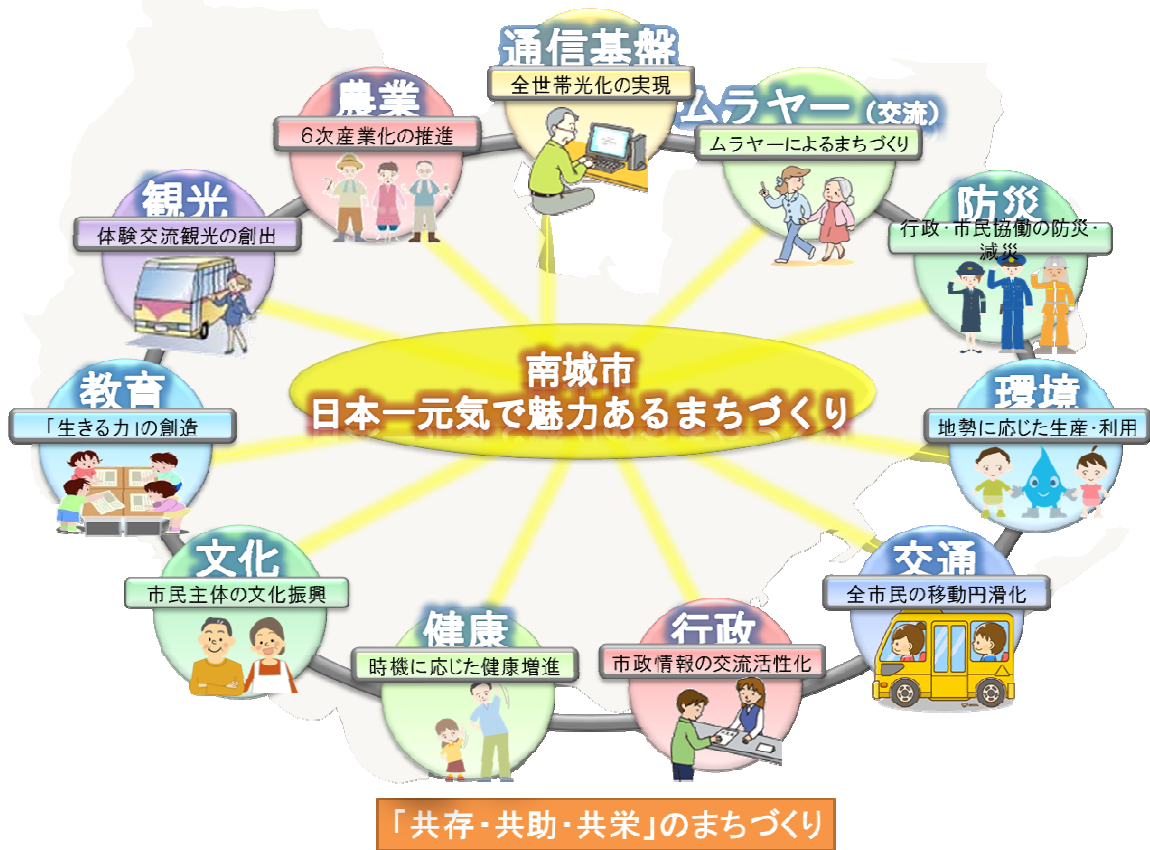 通信基盤
全世帯光化の実現
ムラヤー（交流）
ムラヤーによるまちづくり
防災
行政・市民協働の防災・
減災
環境
地勢に応じた生産・利用
交通
全市民の移動円滑化
行政
市政情報の交流活性化
健康
時機に応じた健康増進
文化
市民主体の文化振興
教育
「生きる力」の創造
観光
体験交流観光の創出
農業
６次産業化の推進
南城市
日本一元気で魅力あるまちづくり
「共存・共助・共栄」のまちづくり